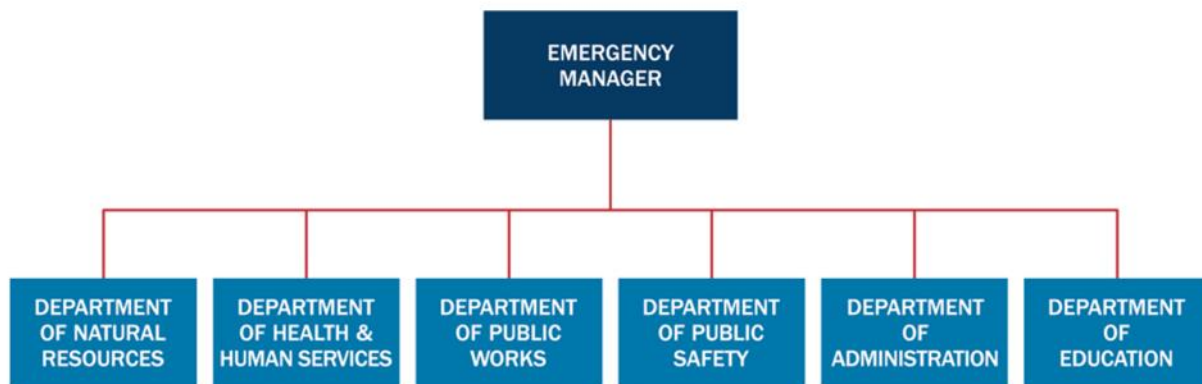 EMERGENCY
MANAGER
DEPARTMENT
OF NATURAL
RESOURCES
DEPARTMENT
OF HEALTH &
HUMAN SERVICES
DEPARTMENT
OF PUBLIC
WORKS
DEPARTMENT
OF PUBLIC
SAFETY
DEPARTMENT
OF
ADMINISTRATION
DEPARTMENT
OF
EDUCATION